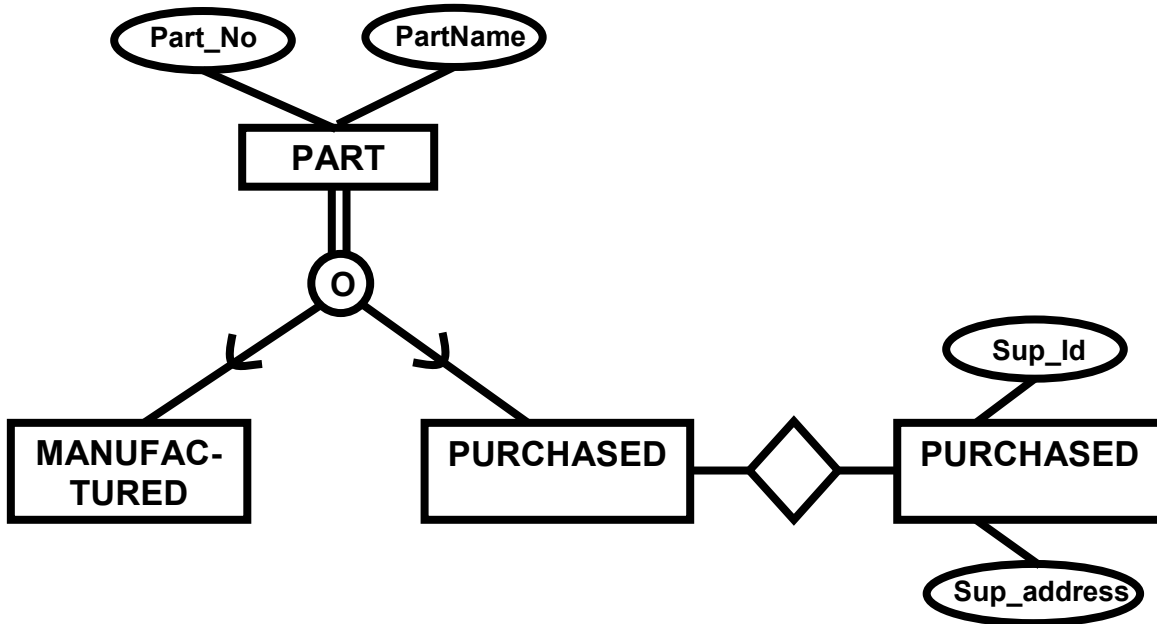 Part_No
PartName
PART
O
Sup_Id
MANUFAC-
TURED
PURCHASED
PURCHASED
Sup_address